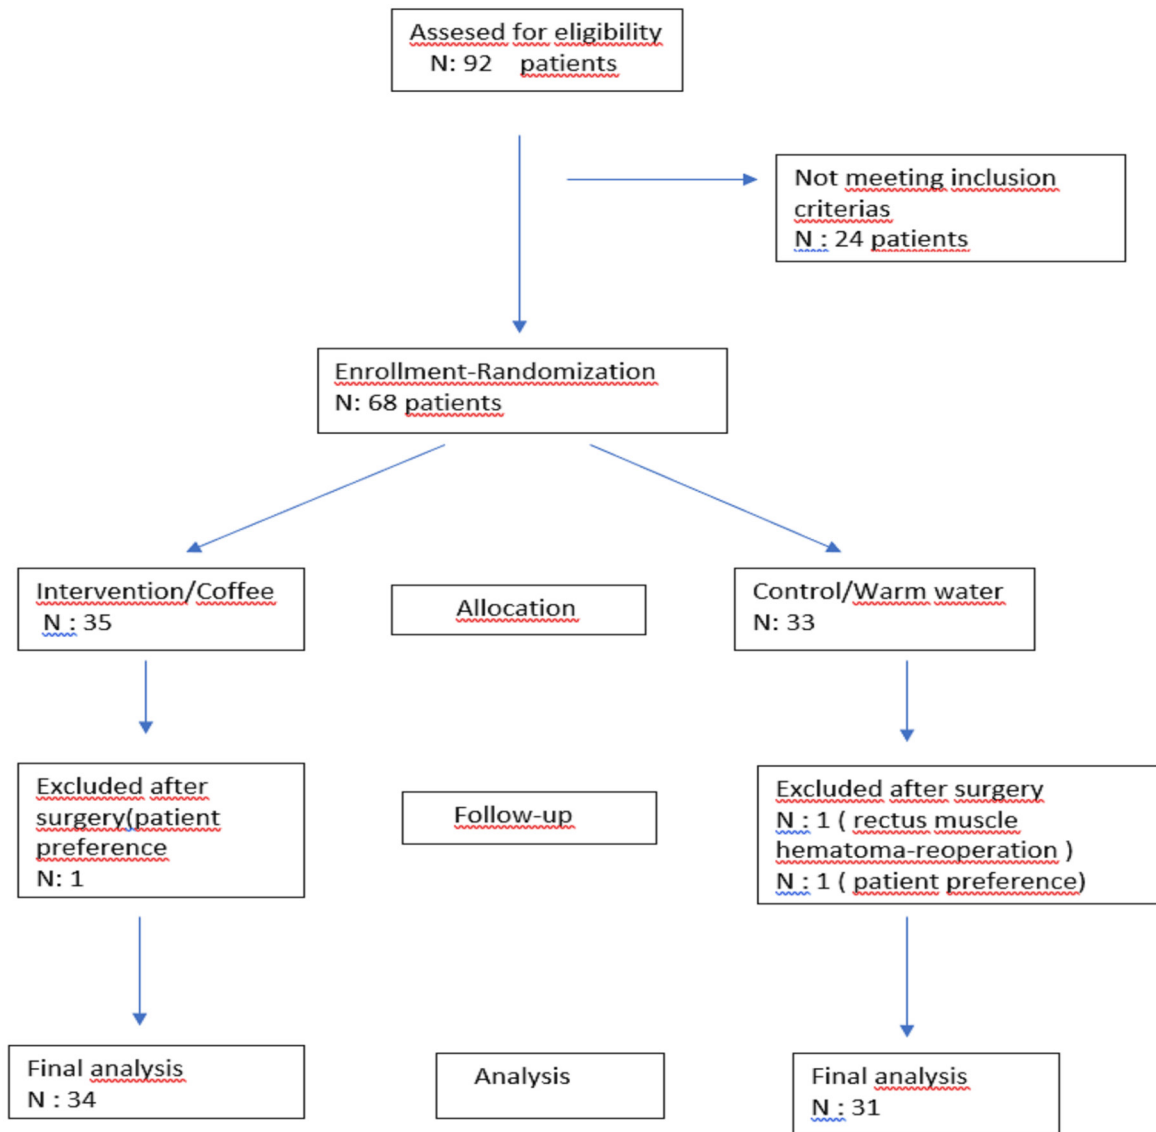 Assesed for eligibility
N: 92 patients
Not meeting inclusion
criterias
N : 24 patients
Enrollment-Randomization
N: 68 patients
Intervention/Coffee
N : 35
Allocation
Control/Warm water
N: 33
Excluded after
surgery(patient
preference
N: 1
Follow-up
Excluded after surgery
N : 1 ( rectus muscle
hematoma-reoperation )
N : 1 ( patient preference)
Final analysis
N : 34
Analysis
Final analysis
N : 31